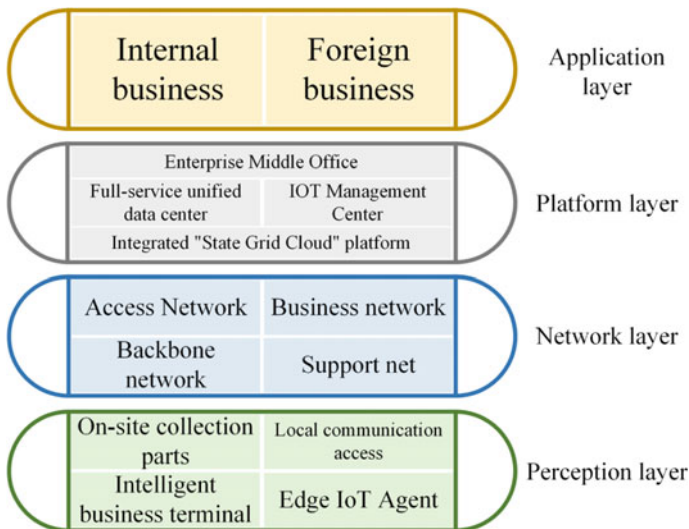 Internal
business
Foreign
business
Application
layer
Enterprise Middle Office
Full-service unified
data center
IOT Management
Center
Integrated "State Grid Cloud" platform
Platform layer
Access Network
Business network
Backbone
network
Support net
Network layer
On-site collection
parts
Local communication
access
Intelligent
business terminal
Edge IoT Agent
Perception layer